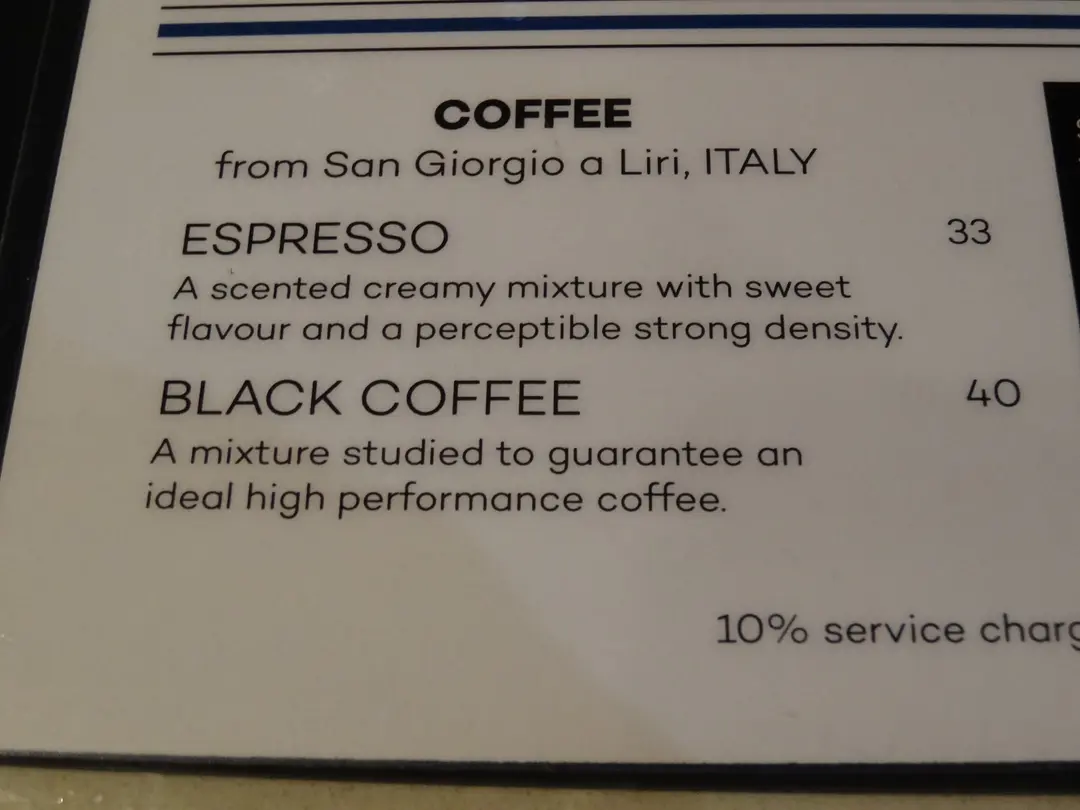 COFFEE
from San Giorgio a Liri, ITALY
ESPRESSO 33
A scented creamy mixture with sweet
flavour and a perceptible strong density.
BLACK COFFEE 40
A mixture studied to guarantee an
ideal high performance coffee.
10% service